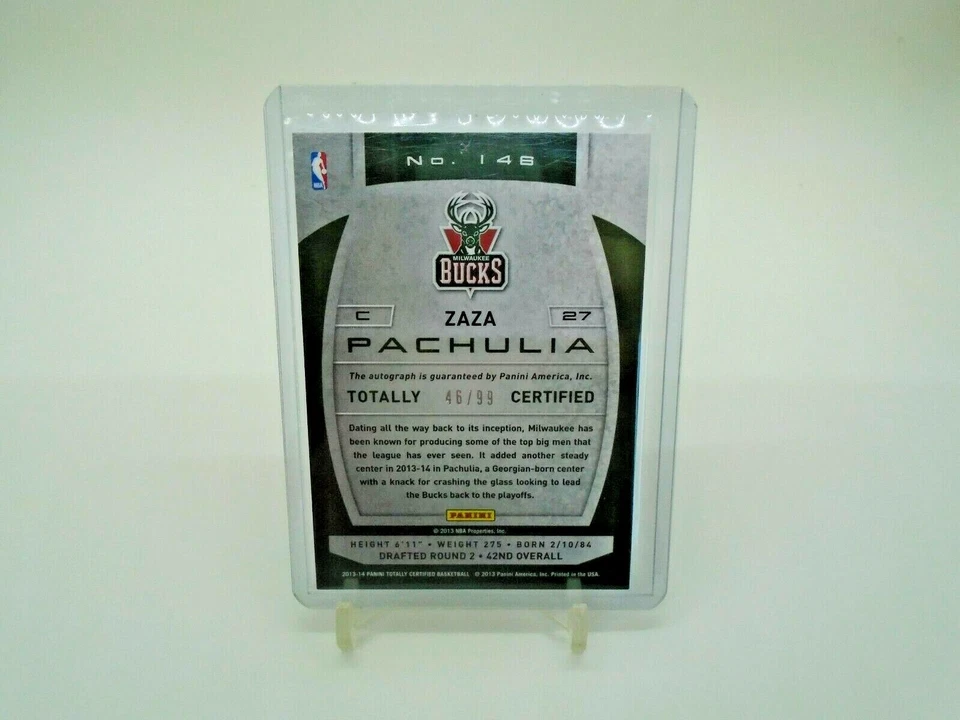 No. 148
NBA
MILWAUKEE
BUCKS
C
ZAZA
27
PACHULIA
The autograph is guaranteed by Panini America, Inc.
TOTALLY 46/99 CERTIFIED
Dating all the way back to its inception, Milwaukee has
been known for producing some of the top big men that
the league has ever seen. It added another steady
center in 2013-14 in Pachulia, a Georgian-born center
with a knack for crashing the glass looking to lead
the Bucks back to the playoffs.
PANINI
© 2013 NBA Properties, Inc.
HEIGHT 6'11" • WEIGHT 275 • BORN 2/10/84
DRAFTED ROUND 2 • 42ND OVERALL
2013-14 PANINI TOTALLY CERTIFIED BASKETBALL © 2013 Panini America, Inc. Printed in the USA.